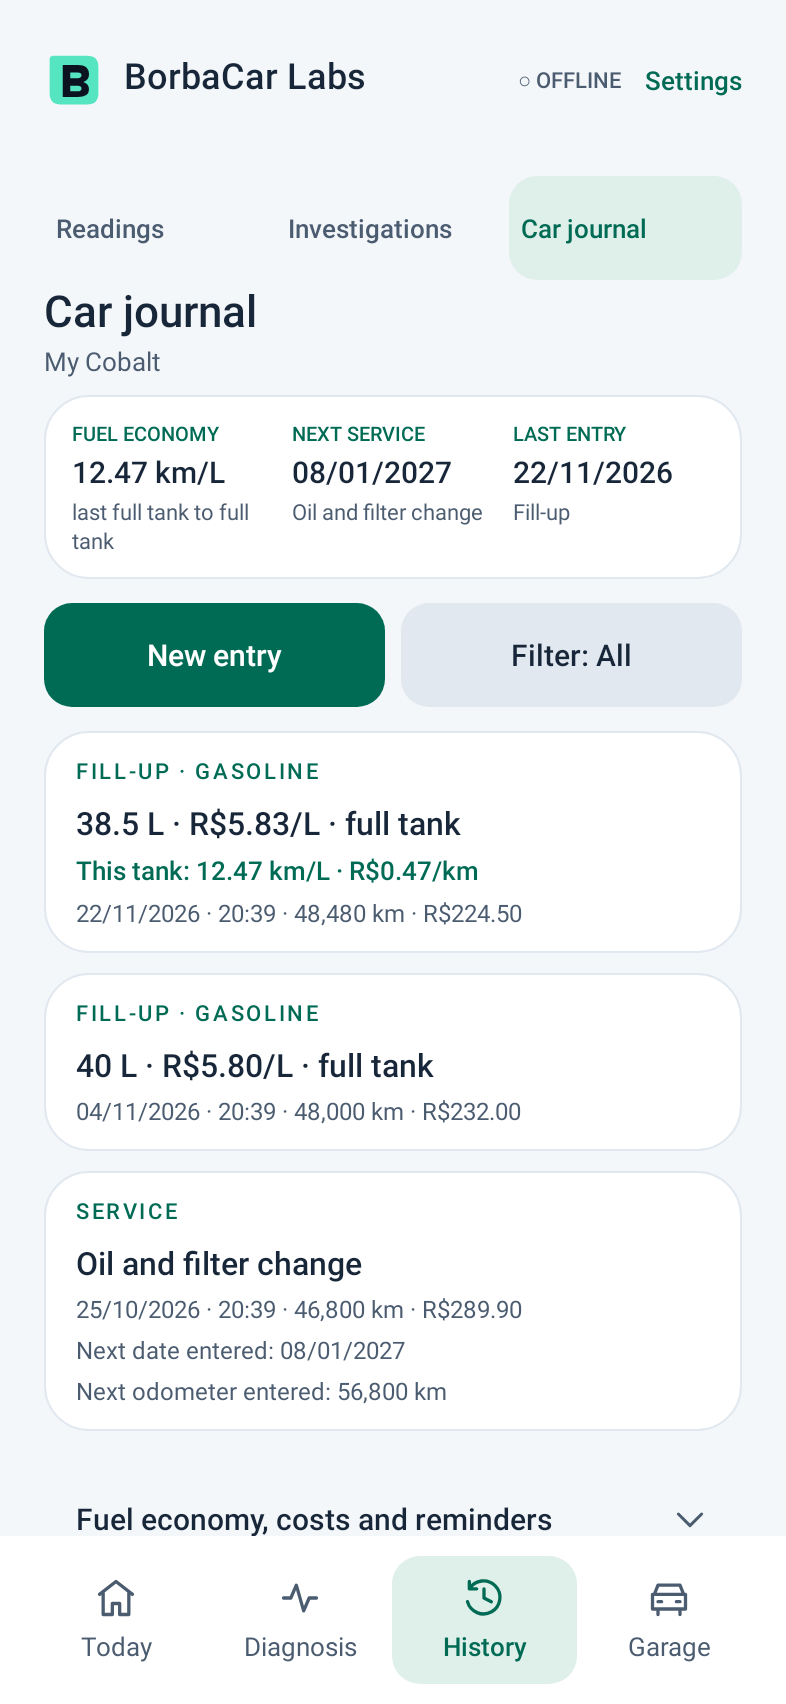 B BorbaCar Labs
○ OFFLINE Settings
Readings Investigations Car journal
Car journal
My Cobalt
FUEL ECONOMY
12.47 km/L
last full tank to full
tank
NEXT SERVICE
08/01/2027
Oil and filter change
LAST ENTRY
22/11/2026
Fill-up
New entry
Filter: All
FILL-UP · GASOLINE
38.5 L · R$5.83/L · full tank
This tank: 12.47 km/L · R$0.47/km
22/11/2026 · 20:39 · 48,480 km · R$224.50
FILL-UP · GASOLINE
40 L · R$5.80/L · full tank
04/11/2026 · 20:39 · 48,000 km · R$232.00
SERVICE
Oil and filter change
25/10/2026 · 20:39 · 46,800 km · R$289.90
Next date entered: 08/01/2027
Next odometer entered: 56,800 km
Fuel economy, costs and reminders
Today Diagnosis History Garage